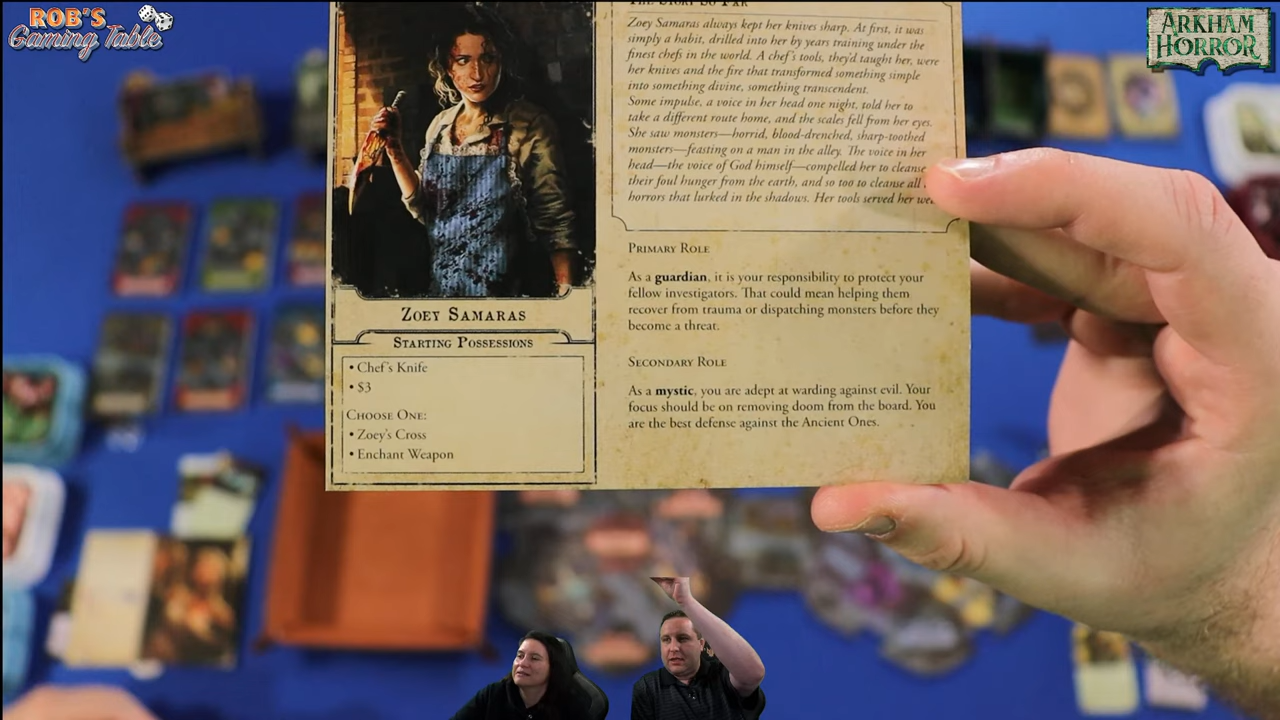 ROB'S
Gaming Table
ARKHAM
HORROR
THE STORY SO FAR
Zoey Samaras always kept her knives sharp. At first, it was
simply a habit, drilled into her by years training under the
finest chefs in the world. A chef's tools, they'd taught her, were
her knives and the fire that transformed something simple
into something divine, something transcendent.
Some impulse, a voice in her head one night, told her to
take a different route home, and the scales fell from her eyes.
She saw monsters—horrid, blood-drenched, sharp-toothed
monsters—feasting on a man in the alley. The voice in her
head—the voice of God himself—compelled her to cleanse
their foul hunger from the earth, and so too to cleanse all
horrors that lurked in the shadows. Her tools served her
PRIMARY ROLE
As a guardian, it is your responsibility to protect your
fellow investigators. That could mean helping them
recover from trauma or dispatching monsters before they
become a threat.
SECONDARY ROLE
As a mystic, you are adept at warding against evil. Your
focus should be on removing doom from the board. You
are the best defense against the Ancient Ones.
ZOEY SAMARAS
STARTING POSSESSIONS
• Chef's Knife
• $3
CHOOSE ONE:
• Zoey's Cross
• Enchant Weapon